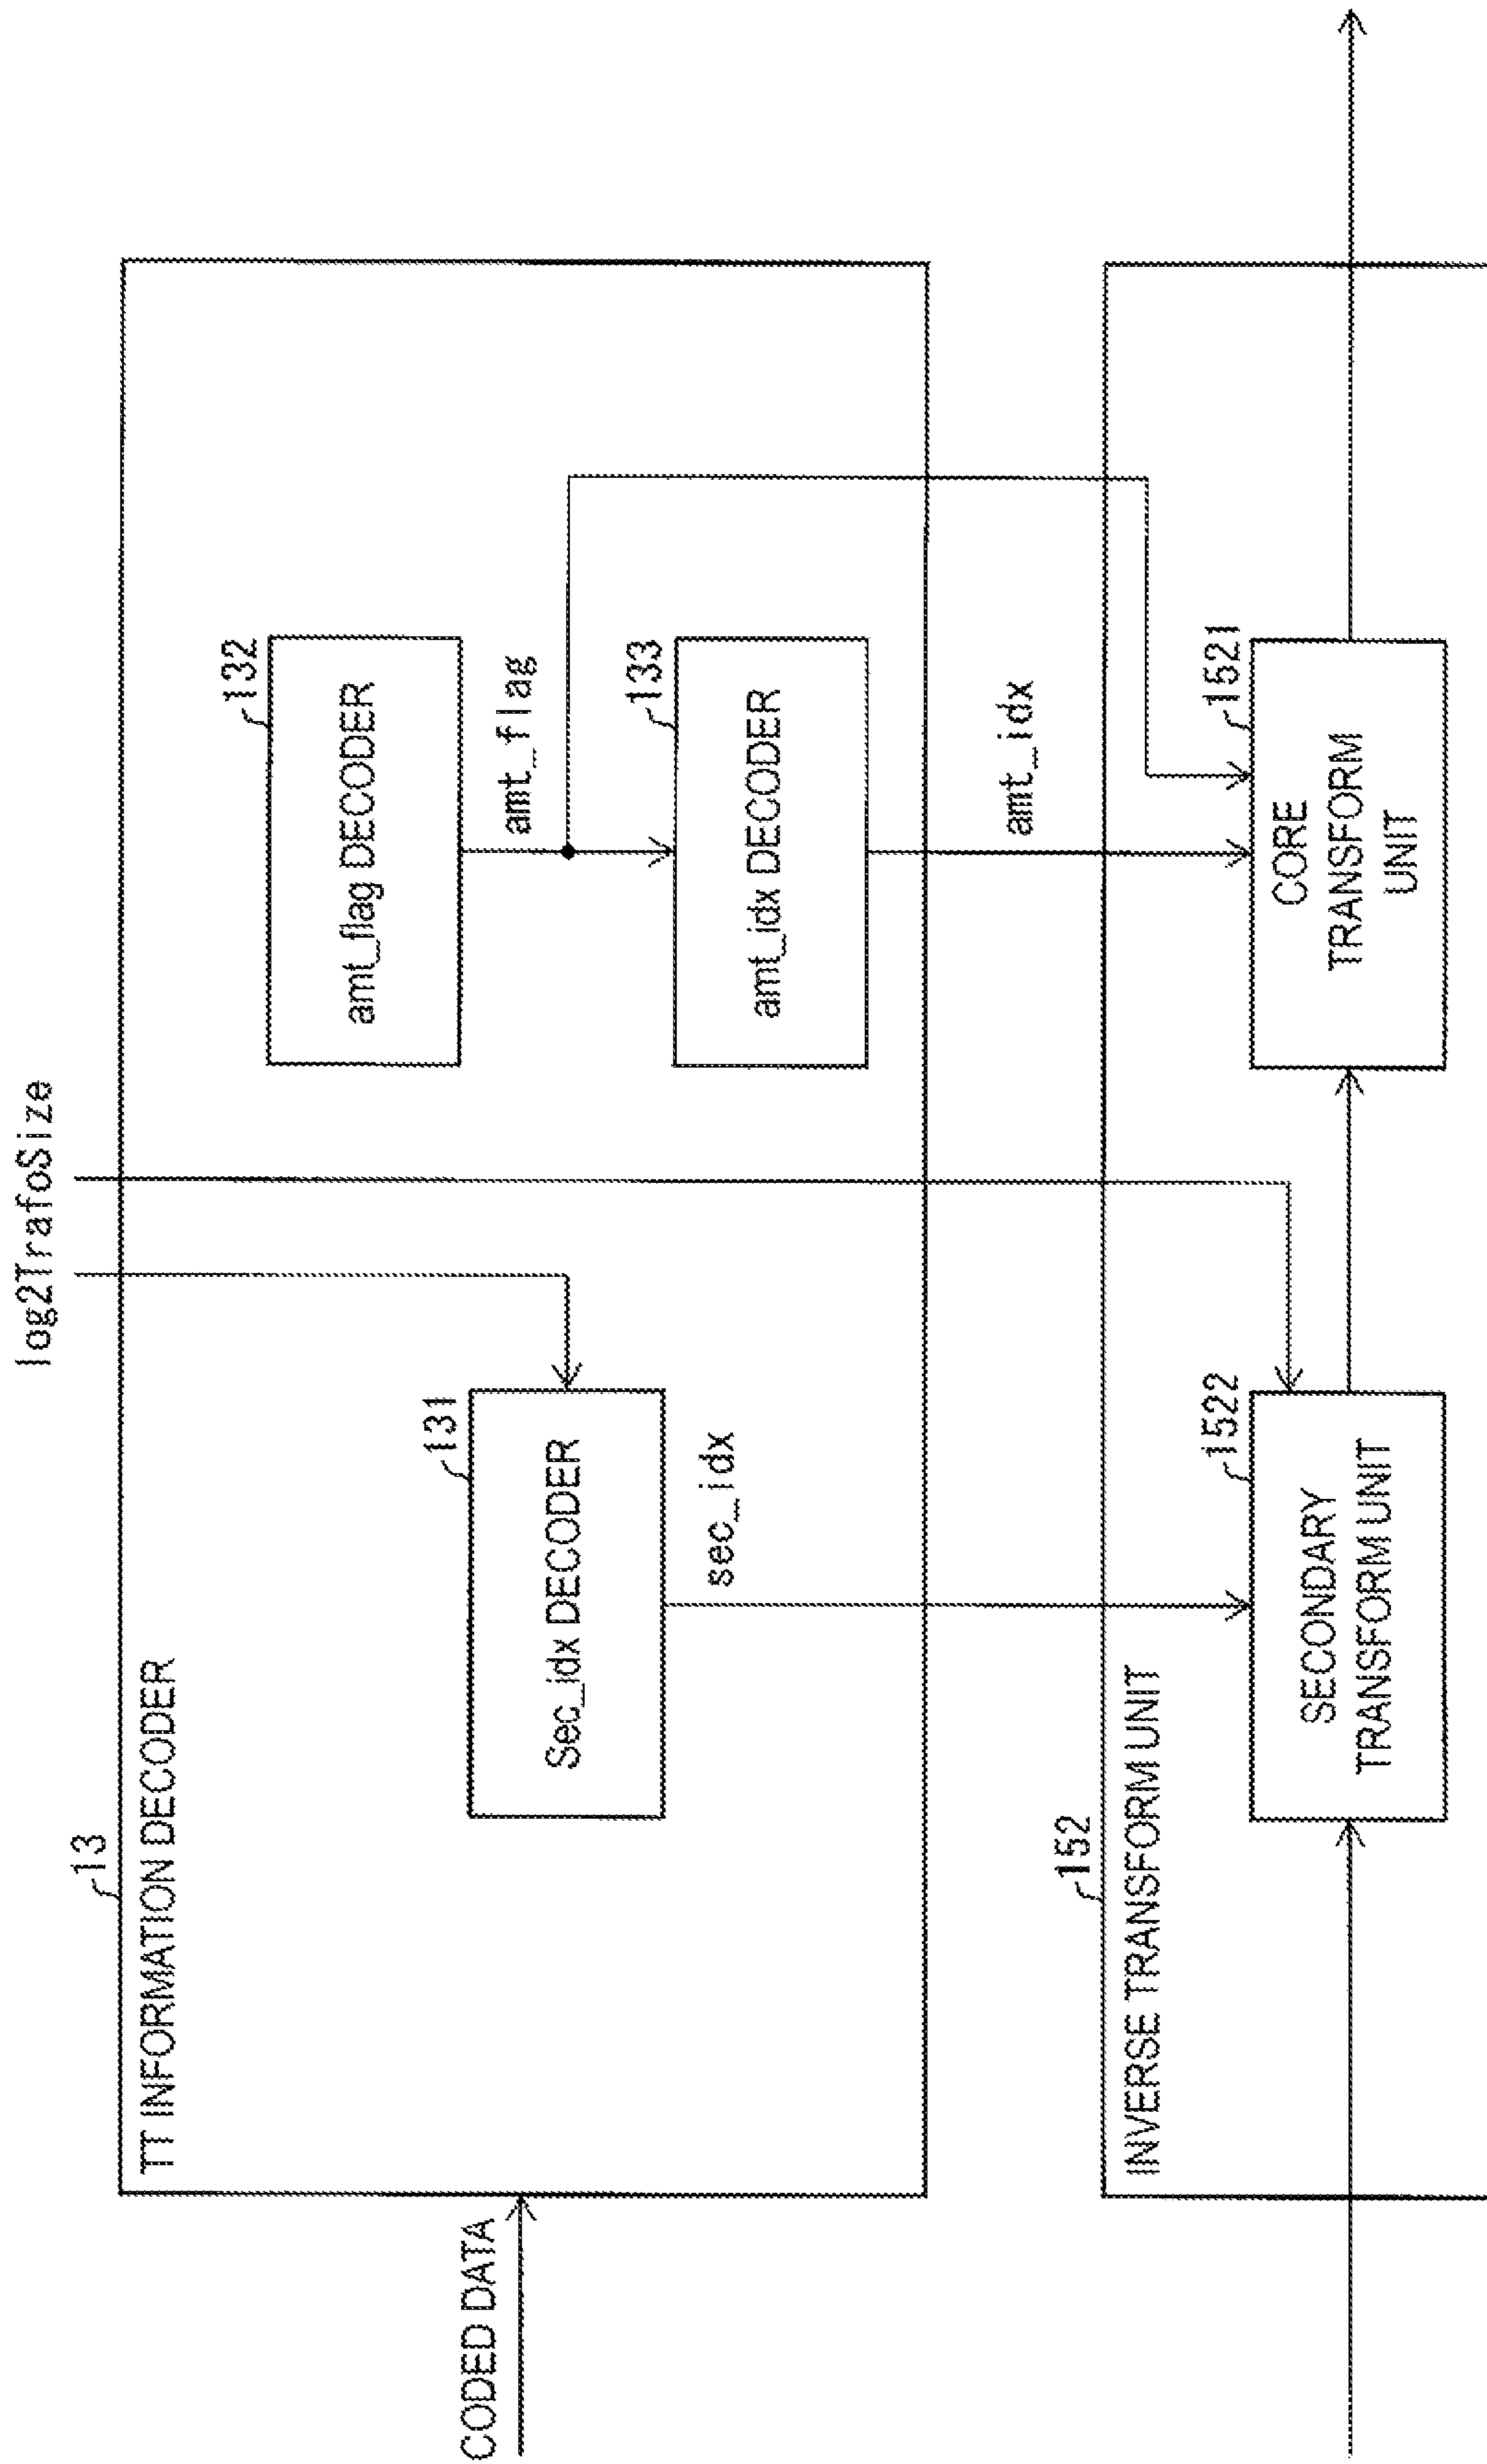 log2TrafoSize
13
TT INFORMATION DECODER
CODED DATA
132
amt_flag DECODER
amt_flag
131
Sec_idx DECODER
133
amt_idx DECODER
sec_idx
amt_idx
152
INVERSE TRANSFORM UNIT
1522
SECONDARY
TRANSFORM UNIT
1521
CORE
TRANSFORM
UNIT